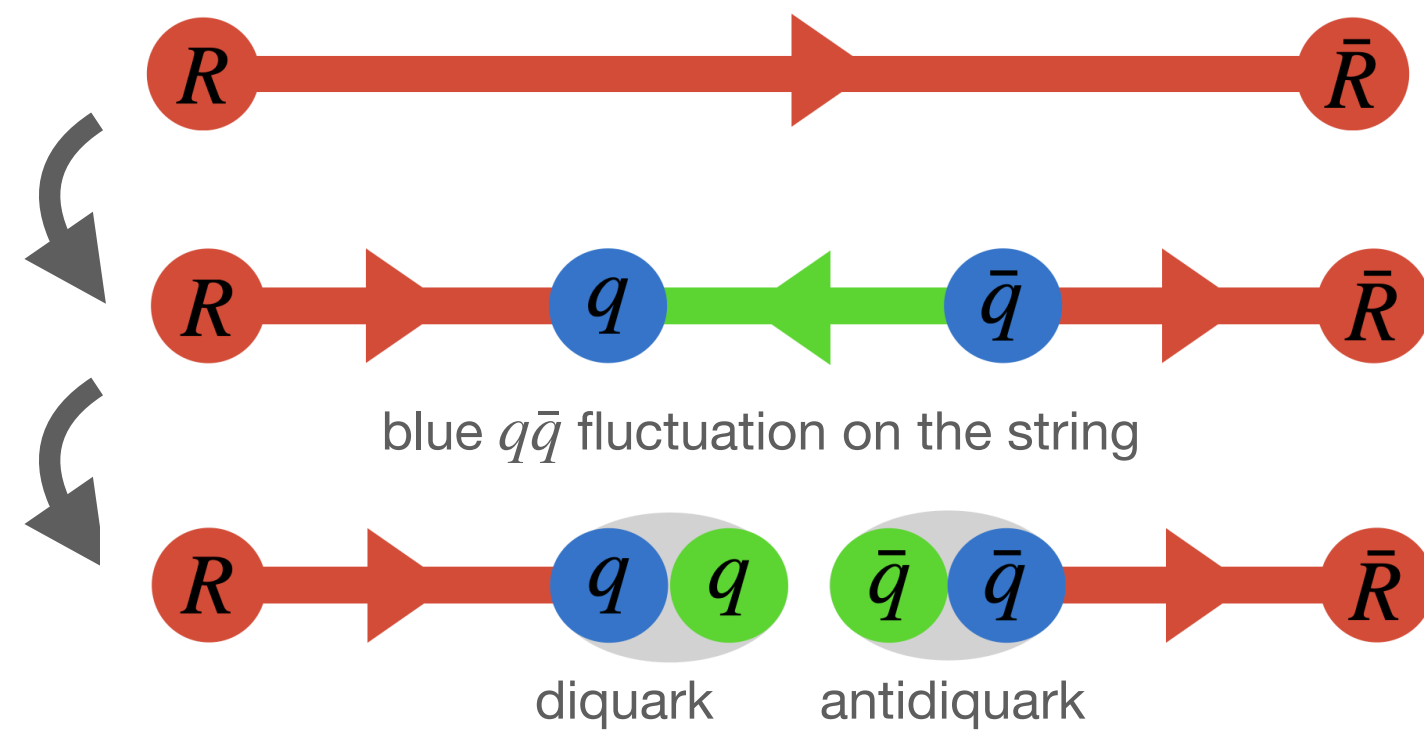 R R̄
R q q̄ R̄
blue qq̄ fluctuation on the string
R q q q̄ q̄ R̄
diquark antidiquark